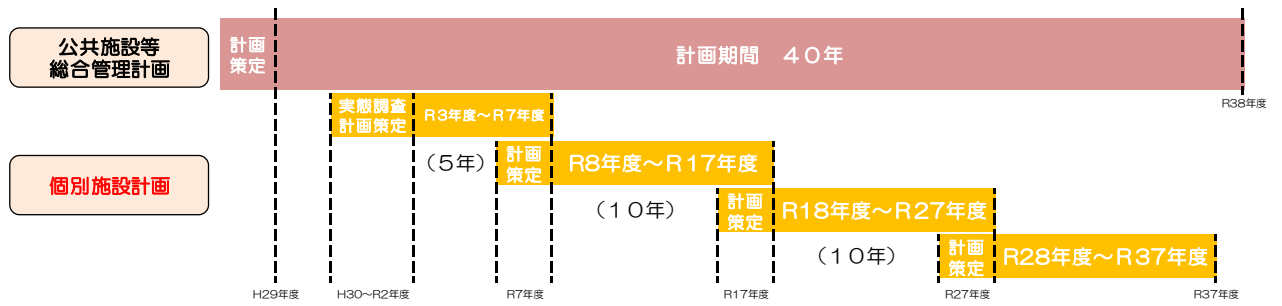 公共施設等
総合管理計画
計画
策定
計画期間　４０年
R38年度
実態調査
計画策定
R3年度～R7年度
個別施設計画
（５年）
計画
策定
R8年度～R１7年度
（１０年）
計画
策定
R18年度～R27年度
（１０年）
計画
策定
R28年度～R37年度
H29年度
H30～R2年度
R7年度
R17年度
R27年度
R37年度